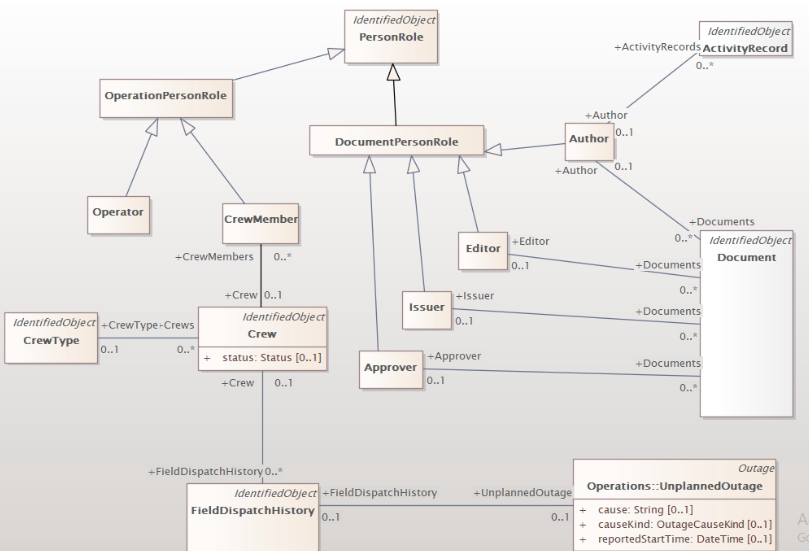 IdentifiedObject
PersonRole
IdentifiedObject
ActivityRecord
+ActivityRecords
0..*
OperationPersonRole
DocumentPersonRole
+Author
0..1
Author
+Author
0..1
Operator
CrewMember
+CrewMembers
0..*
+Crew
0..1
Editor
+Editor
0..1
+Documents
0..*
IdentifiedObject
Document
+Documents
0..*
Issuer
+Issuer
0..1
+Documents
0..*
IdentifiedObject
CrewType
+CrewType
+Crews
0..1
0..*
IdentifiedObject
Crew
+ status: Status [0..1]
Approver
+Approver
0..1
+Documents
0..*
+Crew
0..1
+FieldDispatchHistory
0..*
IdentifiedObject
FieldDispatchHistory
+FieldDispatchHistory
0..1
+UnplannedOutage
0..1
Outage
Operations::UnplannedOutage
+ cause: String [0..1]
+ causeKind: OutageCauseKind [0..1]
+ reportedStartTime: DateTime [0..1]